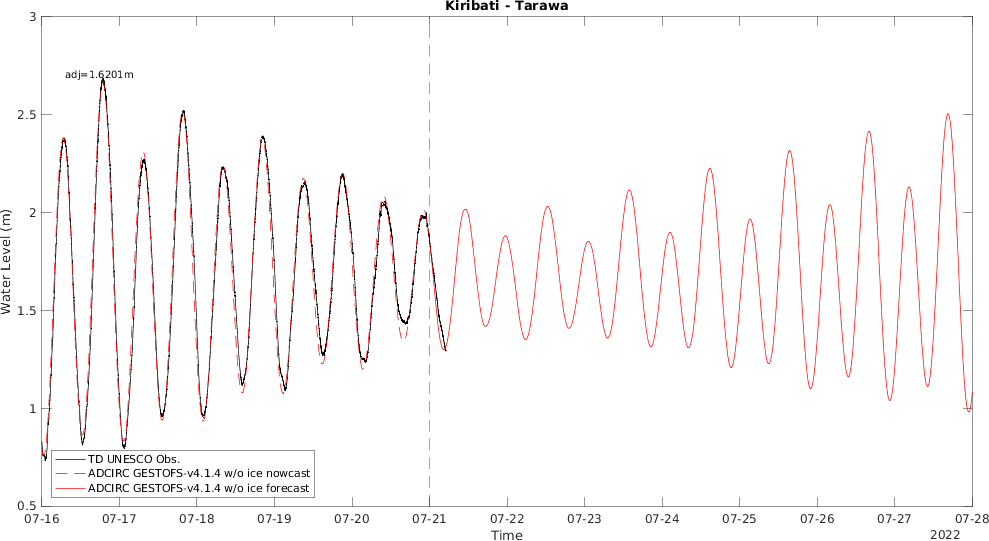 Kiribati - Tarawa
3
adj=1.6201m
2.5
2
Water Level (m)
1.5
1
0.5
TD UNESCO Obs.
ADCIRC GESTOFS-v4.1.4 w/o ice nowcast
ADCIRC GESTOFS-v4.1.4 w/o ice forecast
07-16 07-17 07-18 07-19 07-20 07-21 07-22 07-23 07-24 07-25 07-26 07-27 07-28
Time
2022